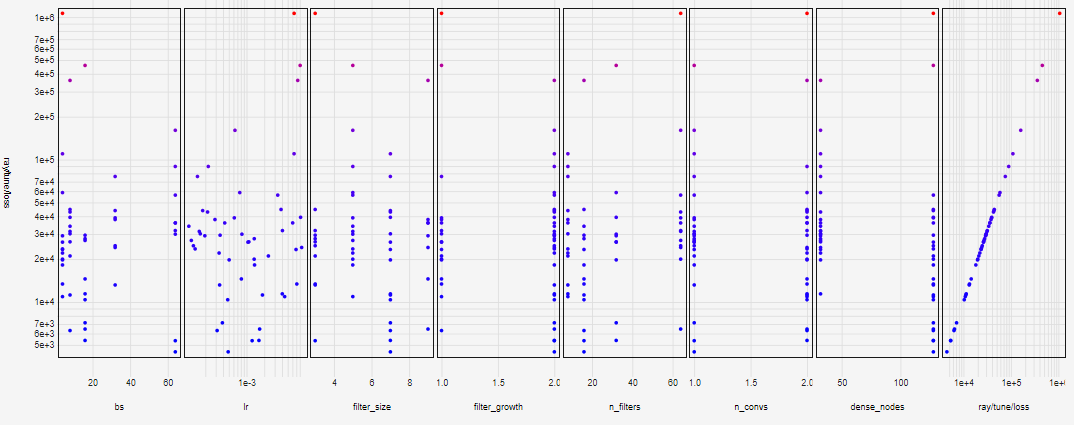 1e+6
7e+5
6e+5
5e+5
4e+5
3e+5
2e+5
1e+5
7e+4
6e+4
5e+4
4e+4
3e+4
2e+4
1e+4
7e+3
6e+3
5e+3
ray/tune/loss
20 40 60 1e-3 4 6 8 1.0 1.5 2.0 20 40 60 1.0 1.5 2.0 50 100 1e+4 1e+5 1e+
bs lr filter_size filter_growth n_filters n_convs dense_nodes ray/tune/loss